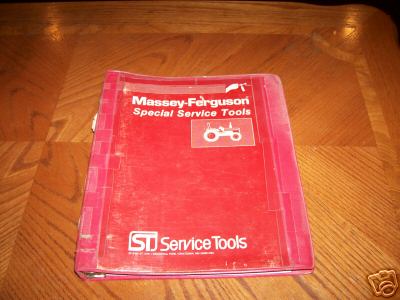 Massey-Ferguson
Special Service Tools
ST Service Tools